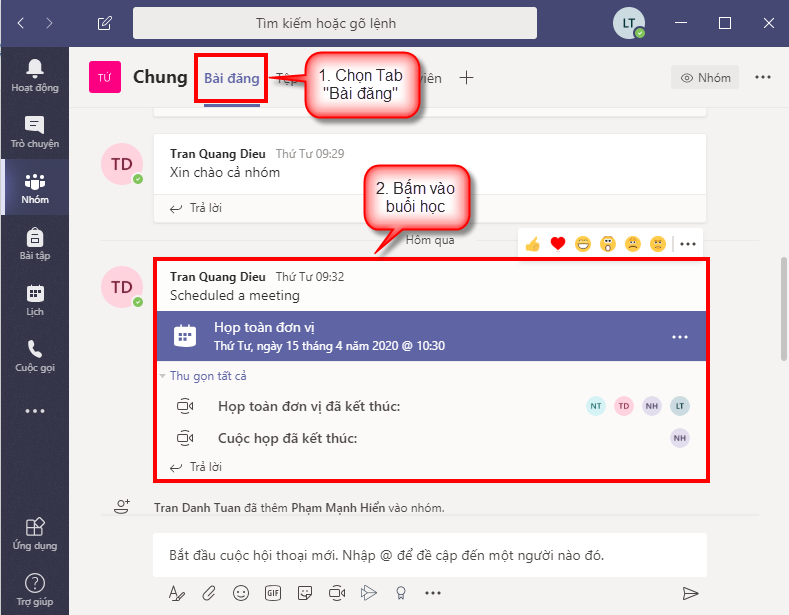 Tìm kiếm hoặc gõ lệnh
LT
Hoạt động
Trò chuyện
Nhóm
Bài tập
Lịch
Cuộc gọi
Ứng dụng
Trợ giúp
TỨ
Chung
Bài đăng
Tệp
viên
Nhóm
1. Chọn Tab
"Bài đăng"
TD
Tran Quang Dieu Thứ Tư 09:29
Xin chào cả nhóm
Trả lời
2. Bấm vào
buổi học
Hôm qua
TD
Tran Quang Dieu Thứ Tư 09:32
Scheduled a meeting
Họp toàn đơn vị
Thứ Tư, ngày 15 tháng 4 năm 2020 @ 10:30
Thu gọn tất cả
Họp toàn đơn vị đã kết thúc: NT TD NH LT
Cuộc họp đã kết thúc: NH
Trả lời
Tran Danh Tuan đã thêm Phạm Mạnh Hiển vào nhóm.
Bắt đầu cuộc hội thoại mới. Nhập @ để đề cập đến một người nào đó.
GIF